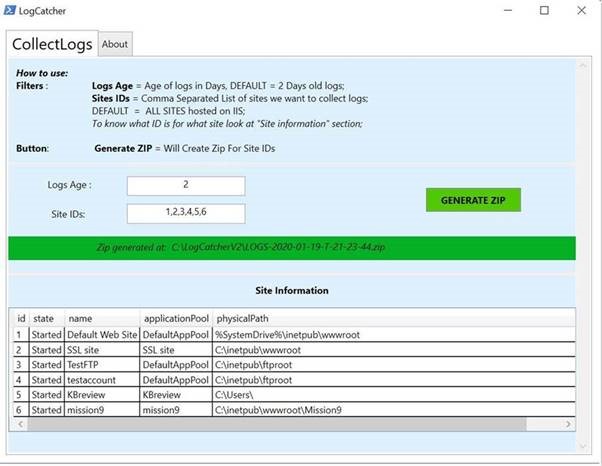 LogCatcher
CollectLogs About
How to use:
Filters : Logs Age = Age of logs in Days, DEFAULT = 2 Days old logs;
Sites IDs = Comma Separated List of sites we want to collect logs;
DEFAULT = ALL SITES hosted on IIS;
To know what ID is for what site look at "Site information" section;
Button: Generate ZIP = Will Create Zip For Site IDs
Logs Age : 2
GENERATE ZIP
Site IDs: 1,2,3,4,5,6
Zip generated at: C:\LogCatcherV2\LOGS-2020-01-19-T-21-23-44.zip
Site Information
id state name applicationPool physicalPath
1 Started Default Web Site DefaultAppPool %SystemDrive%\inetpub\wwwroot
2 Started SSL site SSL site C:\inetpub\wwwroot
3 Started TestFTP DefaultAppPool C:\inetpub\ftproot
4 Started testaccount DefaultAppPool C:\inetpub\ftproot
5 Started KBreview KBreview C:\Users\
6 Started mission9 mission9 C:\inetpub\wwwroot\Mission9